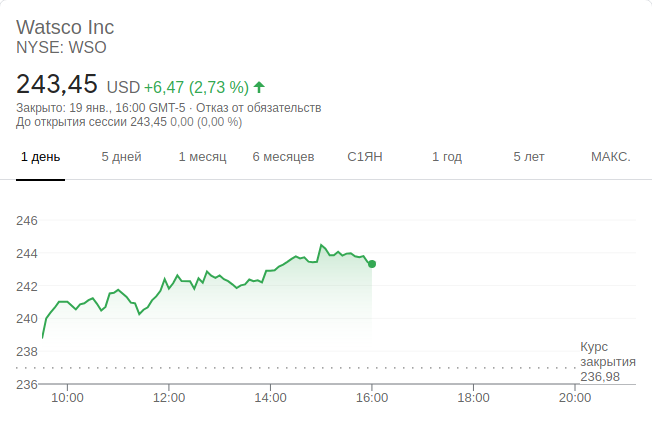 Watsco Inc
NYSE: WSO
243,45 USD +6,47 (2,73 %)
Закрыто: 19 янв., 16:00 GMT-5 · Отказ от обязательств
До открытия сессии 243,45 0,00 (0,00 %)
1 день 5 дней 1 месяц 6 месяцев С1ЯН 1 год 5 лет МАКС.
246
244
242
240
238
236
Курс
закрытия
236,98
10:00 12:00 14:00 16:00 18:00 20:00